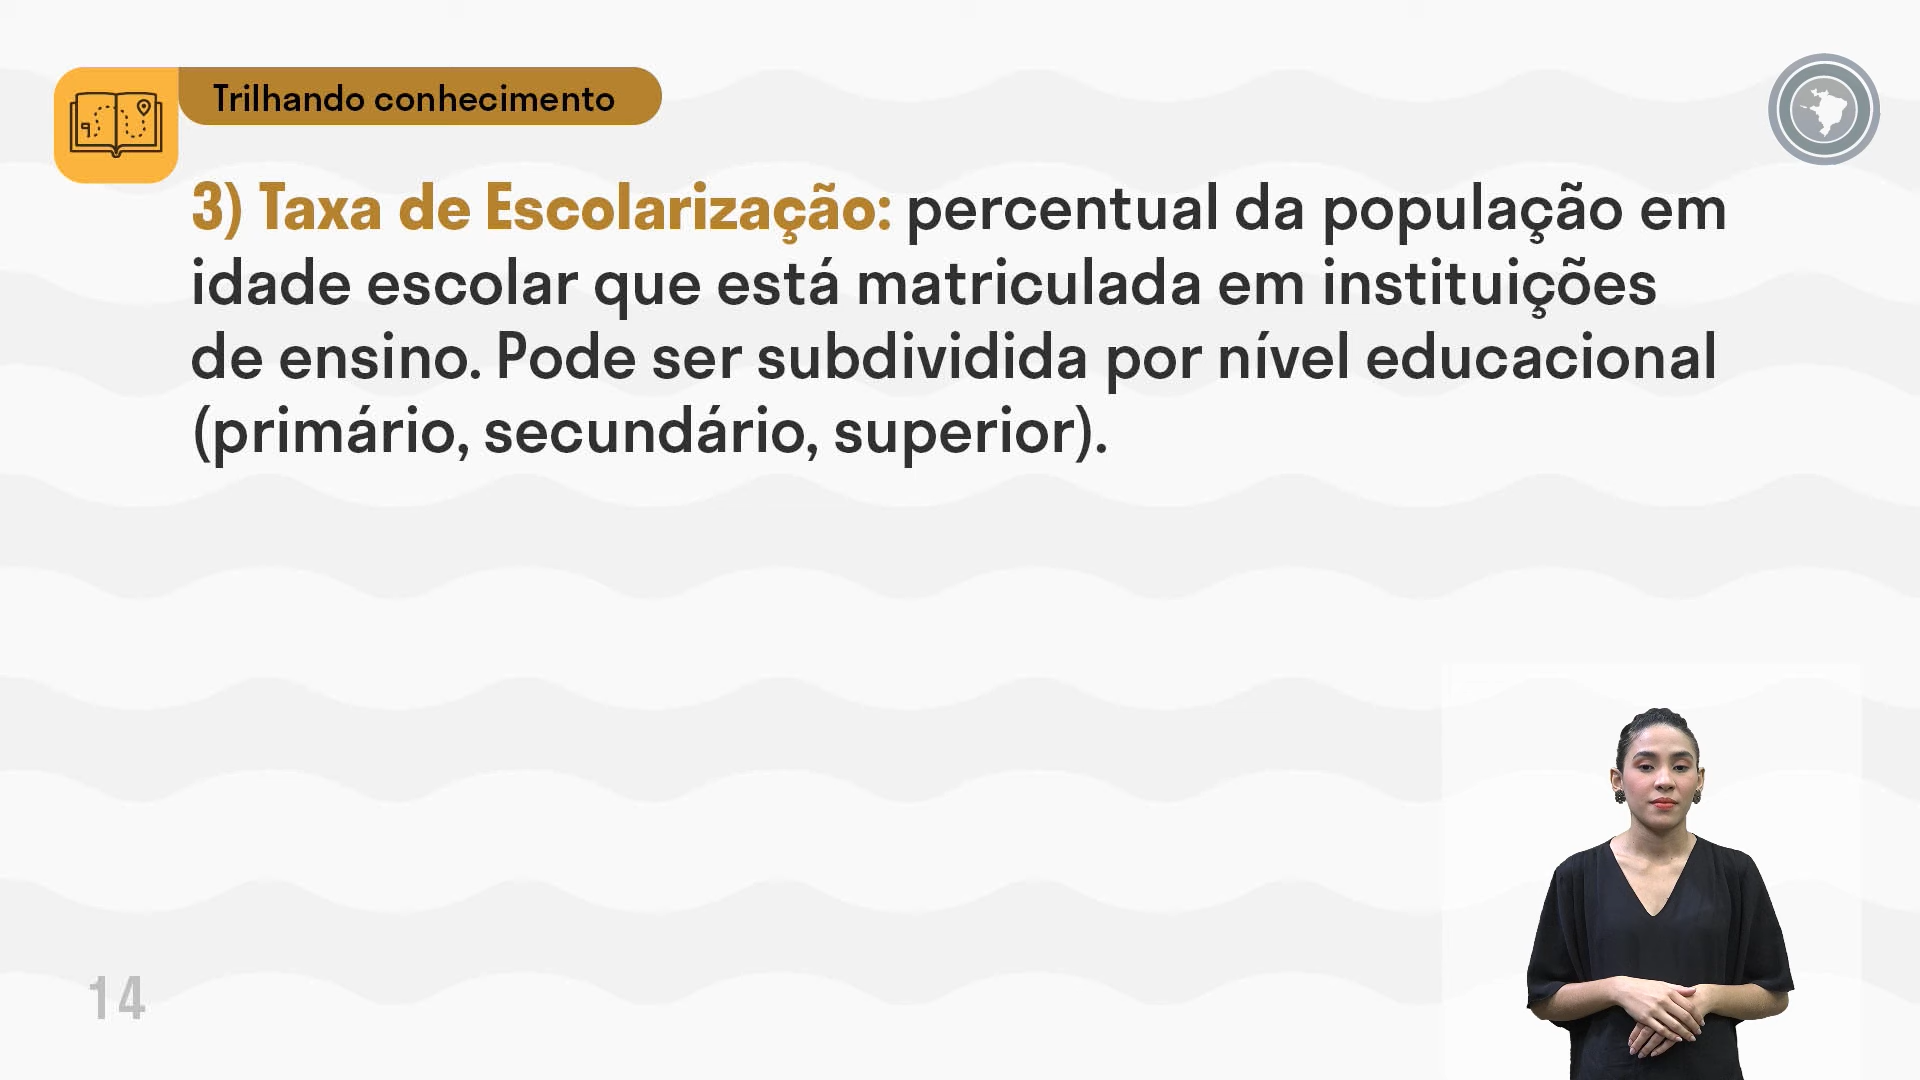 Trilhando conhecimento
3) Taxa de Escolarização: percentual da população em
idade escolar que está matriculada em instituições
de ensino. Pode ser subdividida por nível educacional
(primário, secundário, superior).
14